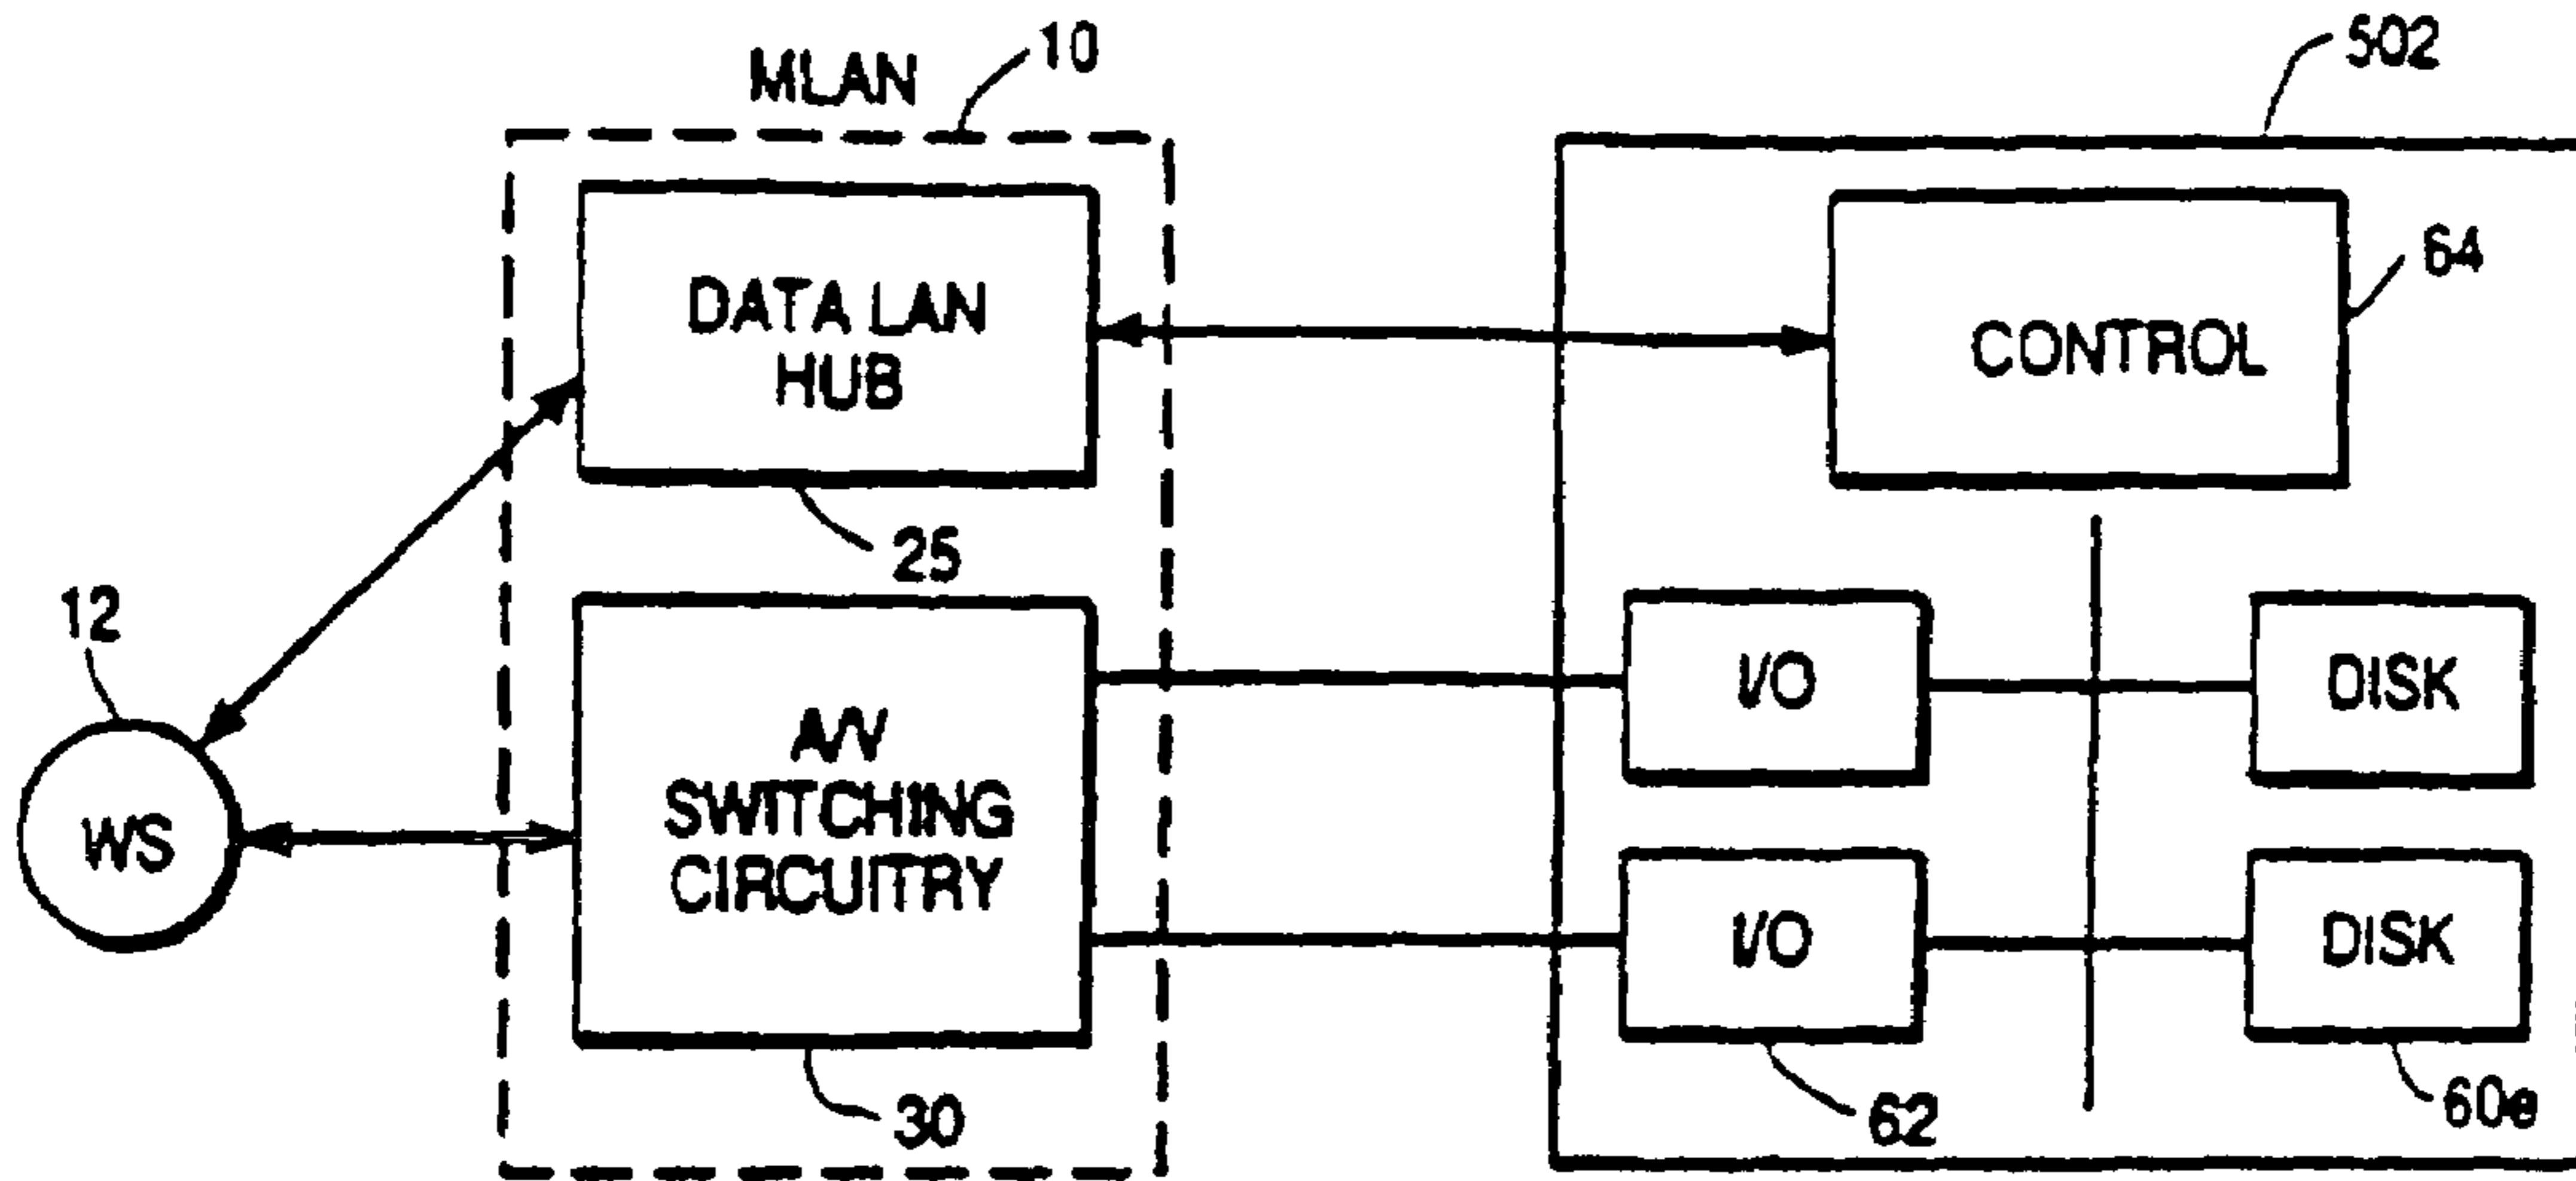 MLAN
10
502
DATA LAN
HUB
25
CONTROL
64
12
WS
A/V
SWITCHING
CIRCUITRY
30
I/O
DISK
I/O
62
DISK
60e